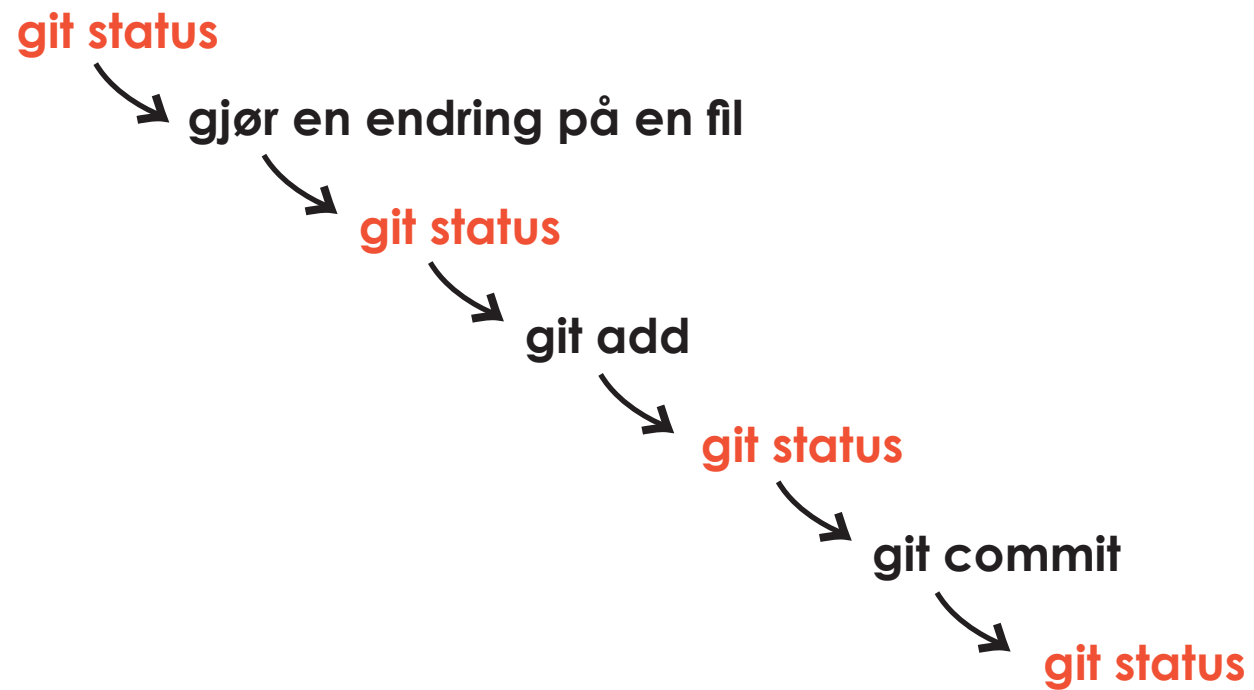 git status
gjør en endring på en fil
git status
git add
git status
git commit
git status